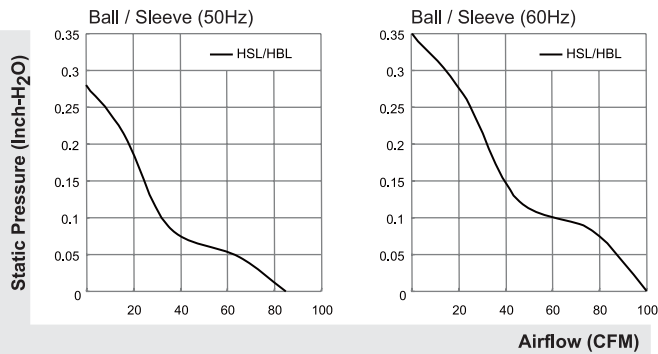 Ball / Sleeve (50Hz)
Ball / Sleeve (60Hz)
Static Pressure (Inch-H2O)
0.35
0.3
0.25
0.2
0.15
0.1
0.05
0
HSL/HBL
20 40 60 80 100
0.35
0.3
0.25
0.2
0.15
0.1
0.05
0
HSL/HBL
20 40 60 80 100
Airflow (CFM)